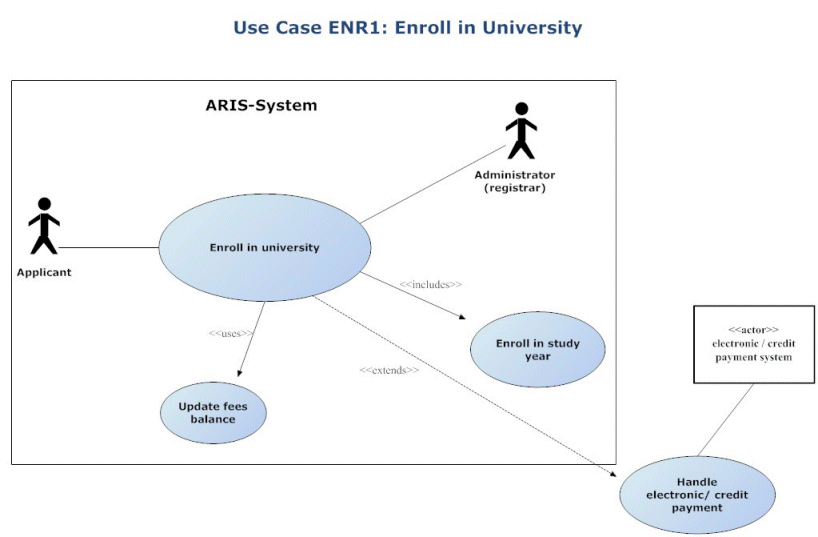 Use Case ENR1: Enroll in University
ARIS-System
Administrator
(registrar)
Enroll in university
Applicant
<<includes>>
<<uses>>
Enroll in study
year
<<actor>>
electronic / credit
payment system
<<extends>>
Update fees
balance
Handle
electronic/ credit
payment